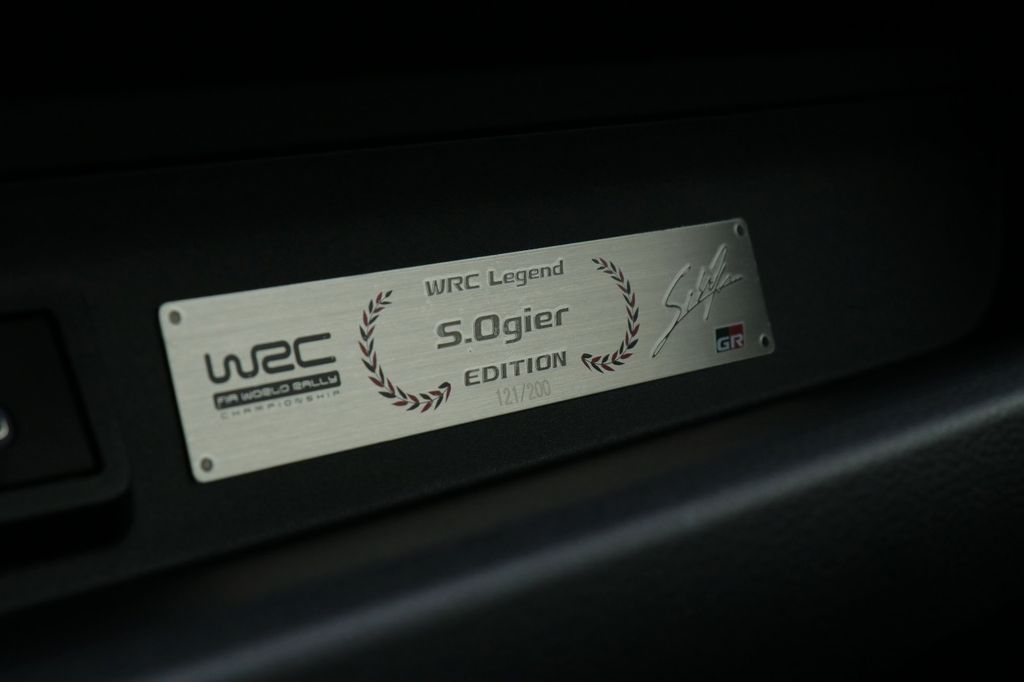 WRC
FIA WORLD RALLY
CHAMPIONSHIP
WRC Legend
S.Ogier
EDITION
121/200
GR